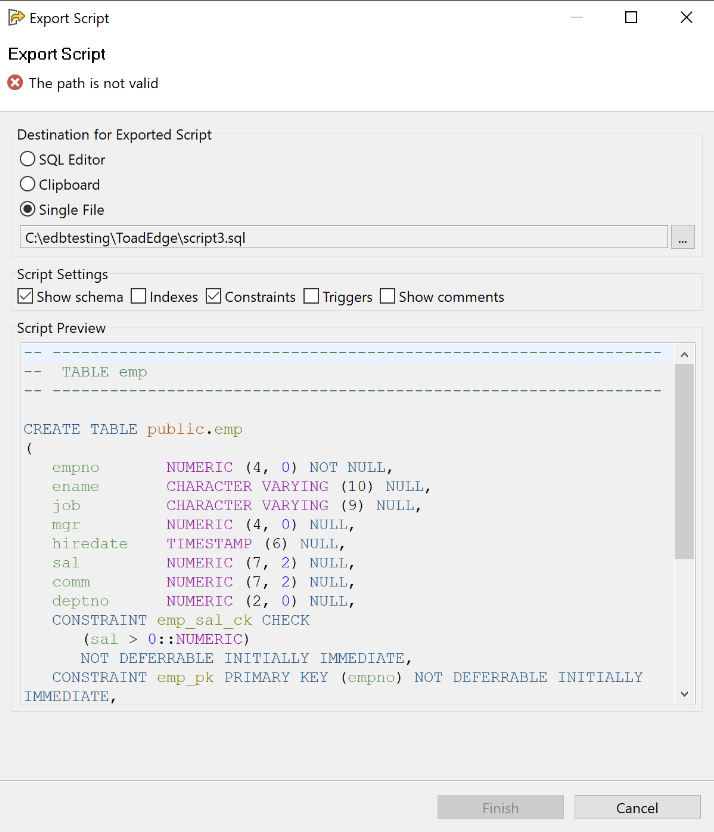 Export Script
Export Script
The path is not valid
Destination for Exported Script
SQL Editor
Clipboard
Single File
C:\edbtesting\ToadEdge\script3.sql
...
Script Settings
Show schema Indexes Constraints Triggers Show comments
Script Preview
-- ----------------------------------------------------------------
-- TABLE emp
-- ----------------------------------------------------------------
CREATE TABLE public.emp
(
empno NUMERIC (4, 0) NOT NULL,
ename CHARACTER VARYING (10) NULL,
job CHARACTER VARYING (9) NULL,
mgr NUMERIC (4, 0) NULL,
hiredate TIMESTAMP (6) NULL,
sal NUMERIC (7, 2) NULL,
comm NUMERIC (7, 2) NULL,
deptno NUMERIC (2, 0) NULL,
CONSTRAINT emp_sal_ck CHECK
(sal > 0::NUMERIC)
NOT DEFERRABLE INITIALLY IMMEDIATE,
CONSTRAINT emp_pk PRIMARY KEY (empno) NOT DEFERRABLE INITIALLY
IMMEDIATE,
Finish Cancel